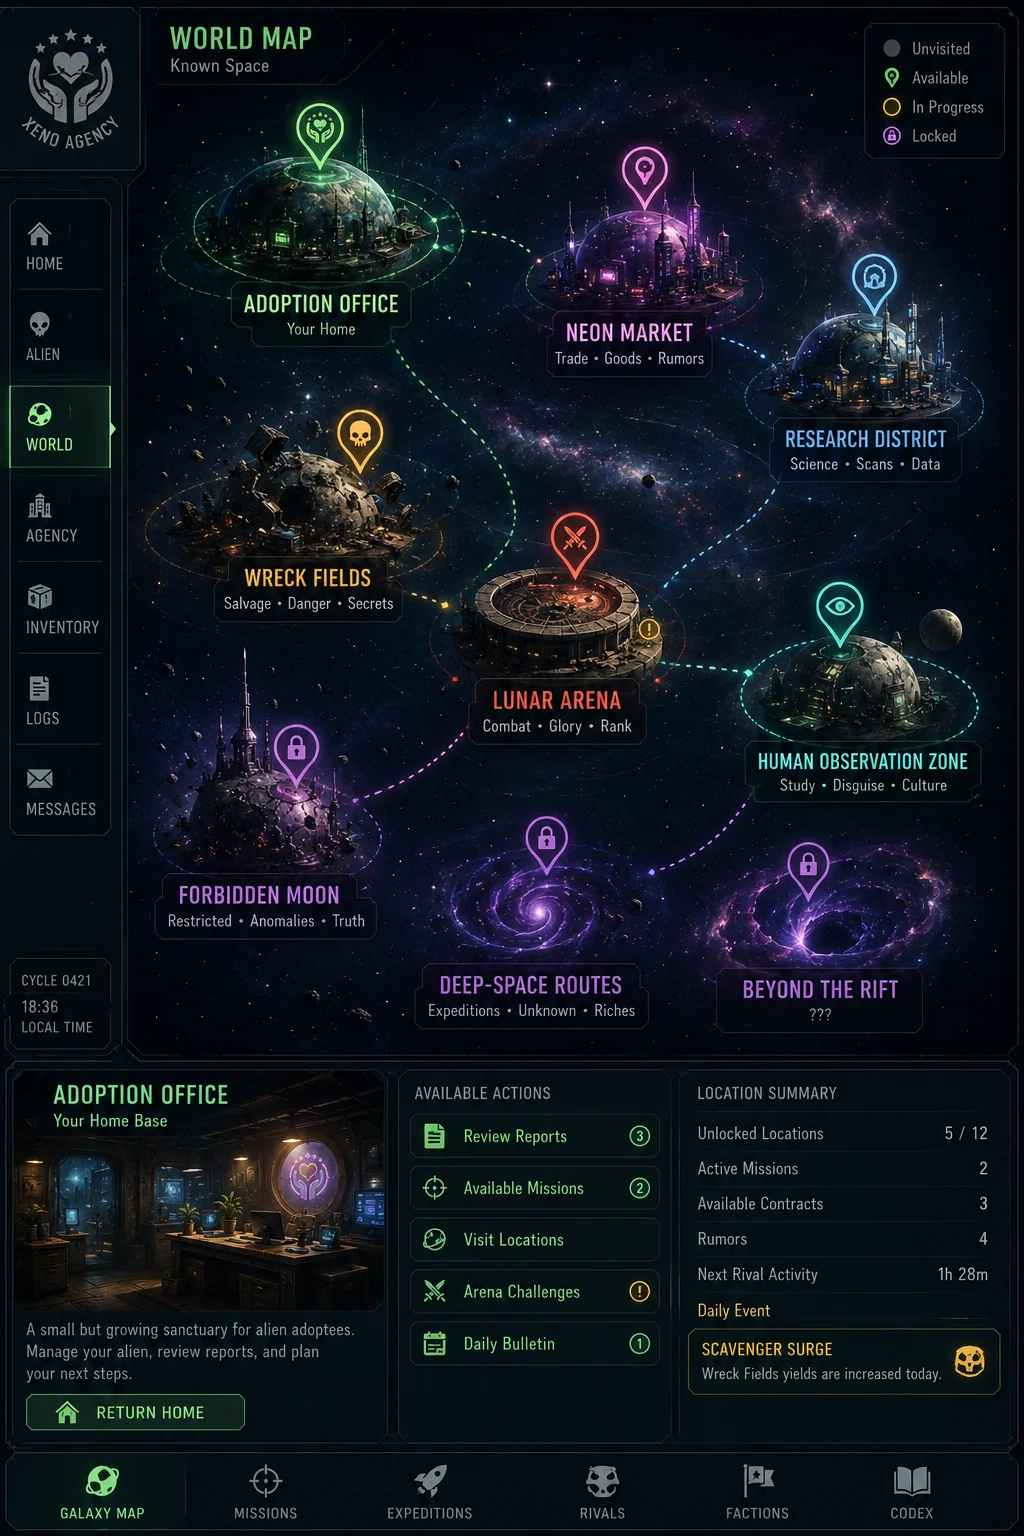 XENO AGENCY
WORLD MAP
Known Space
Unvisited
Available
In Progress
Locked
HOME
ALIEN
WORLD
AGENCY
INVENTORY
LOGS
MESSAGES
CYCLE 0421
18:36
LOCAL TIME
ADOPTION OFFICE
Your Home
NEON MARKET
Trade • Goods • Rumors
RESEARCH DISTRICT
Science • Scans • Data
WRECK FIELDS
Salvage • Danger • Secrets
!
LUNAR ARENA
Combat • Glory • Rank
HUMAN OBSERVATION ZONE
Study • Disguise • Culture
FORBIDDEN MOON
Restricted • Anomalies • Truth
DEEP-SPACE ROUTES
Expeditions • Unknown • Riches
BEYOND THE RIFT
???
ADOPTION OFFICE
Your Home Base
A small but growing sanctuary for alien adoptees.
Manage your alien, review reports, and plan
your next steps.
RETURN HOME
AVAILABLE ACTIONS
Review Reports 3
Available Missions 2
Visit Locations
Arena Challenges !
Daily Bulletin 1
LOCATION SUMMARY
Unlocked Locations 5 / 12
Active Missions 2
Available Contracts 3
Rumors 4
Next Rival Activity 1h 28m
Daily Event
SCAVENGER SURGE
Wreck Fields yields are increased today.
GALAXY MAP
MISSIONS
EXPEDITIONS
RIVALS
FACTIONS
CODEX